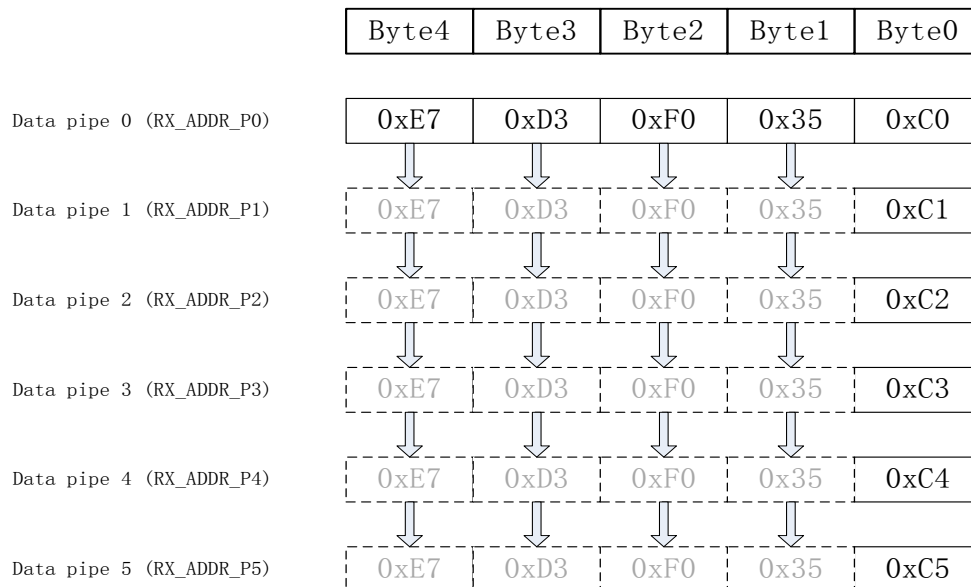 Byte4 Byte3 Byte2 Byte1 Byte0
Data pipe 0 (RX_ADDR_P0) 0xE7 0xD3 0xF0 0x35 0xC0
Data pipe 1 (RX_ADDR_P1) 0xE7 0xD3 0xF0 0x35 0xC1
Data pipe 2 (RX_ADDR_P2) 0xE7 0xD3 0xF0 0x35 0xC2
Data pipe 3 (RX_ADDR_P3) 0xE7 0xD3 0xF0 0x35 0xC3
Data pipe 4 (RX_ADDR_P4) 0xE7 0xD3 0xF0 0x35 0xC4
Data pipe 5 (RX_ADDR_P5) 0xE7 0xD3 0xF0 0x35 0xC5